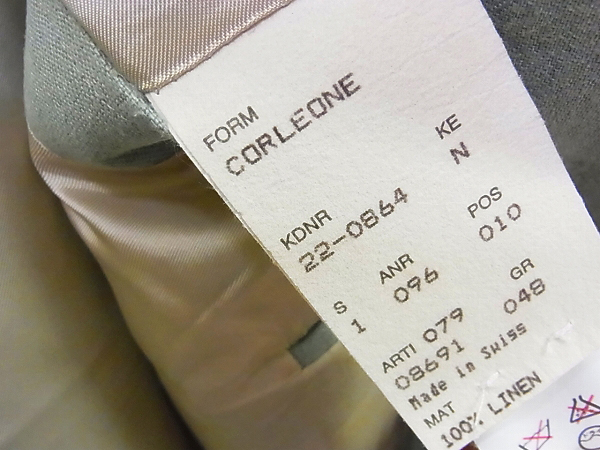 FORM KE
CORLEONE N
KDNR POS
22-0864 010
S ANR GR
1 096 048
ARTI 079
08691
Made in Swiss
MAT
100% LINEN